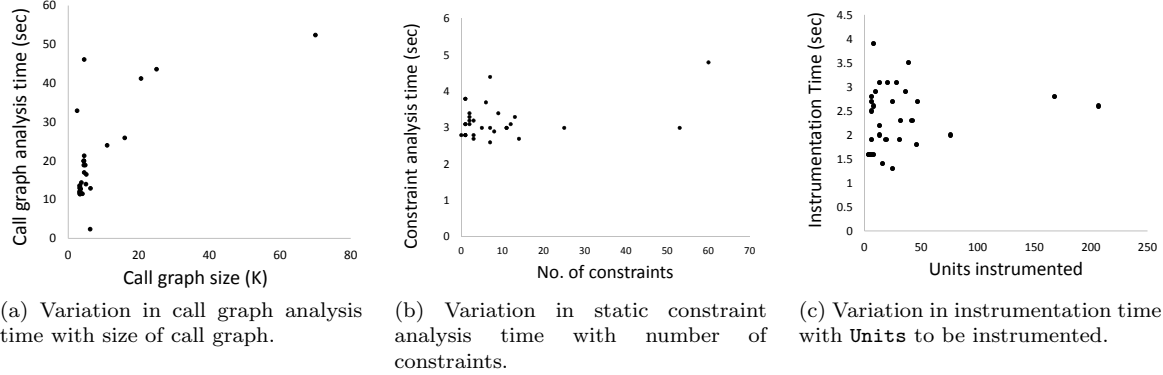 60
50
40
30
20
10
0
0 20 40 60 80
Call graph analysis time (sec)
Call graph size (K)
6
5
4
3
2
1
0
0 10 20 30 40 50 60 70
Constraint analysis time (sec)
No. of constraints
4.5
4
3.5
3
2.5
2
1.5
1
0.5
0
0 50 100 150 200 250
Instrumentation Time (sec)
Units instrumented
(a) Variation in call graph analysis
time with size of call graph.
(b) Variation in static constraint
analysis time with number of
constraints.
(c) Variation in instrumentation time
with Units to be instrumented.